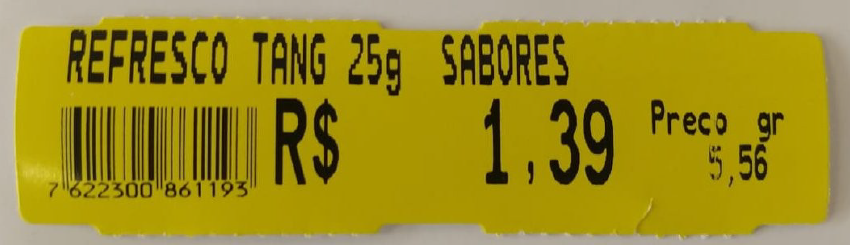 REFRESCO TANG 25g SABORES
R$ 1,39
Preco gr
5,56
7 622300 861193